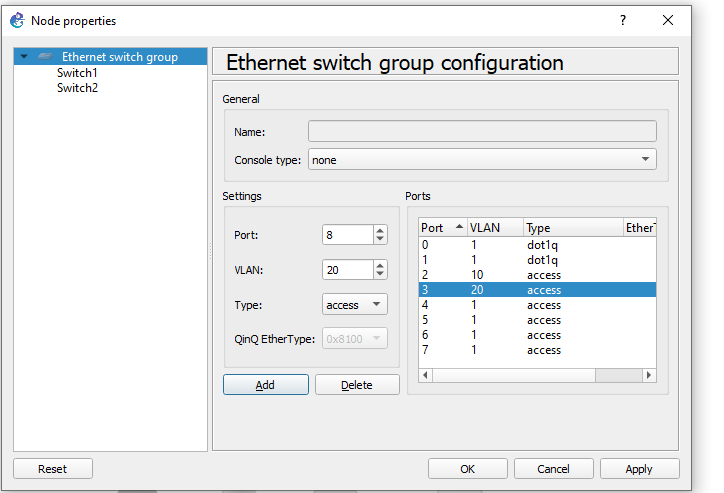 Node properties
?
Ethernet switch group
Switch1
Switch2
Ethernet switch group configuration
General
Name:
Console type: none
Settings
Port: 8
VLAN: 20
Type: access
QinQ EtherType: 0x8100
Add Delete
Ports
Port VLAN Type EtherT
0 1 dot1q
1 1 dot1q
2 10 access
3 20 access
4 1 access
5 1 access
6 1 access
7 1 access
Reset OK Cancel Apply